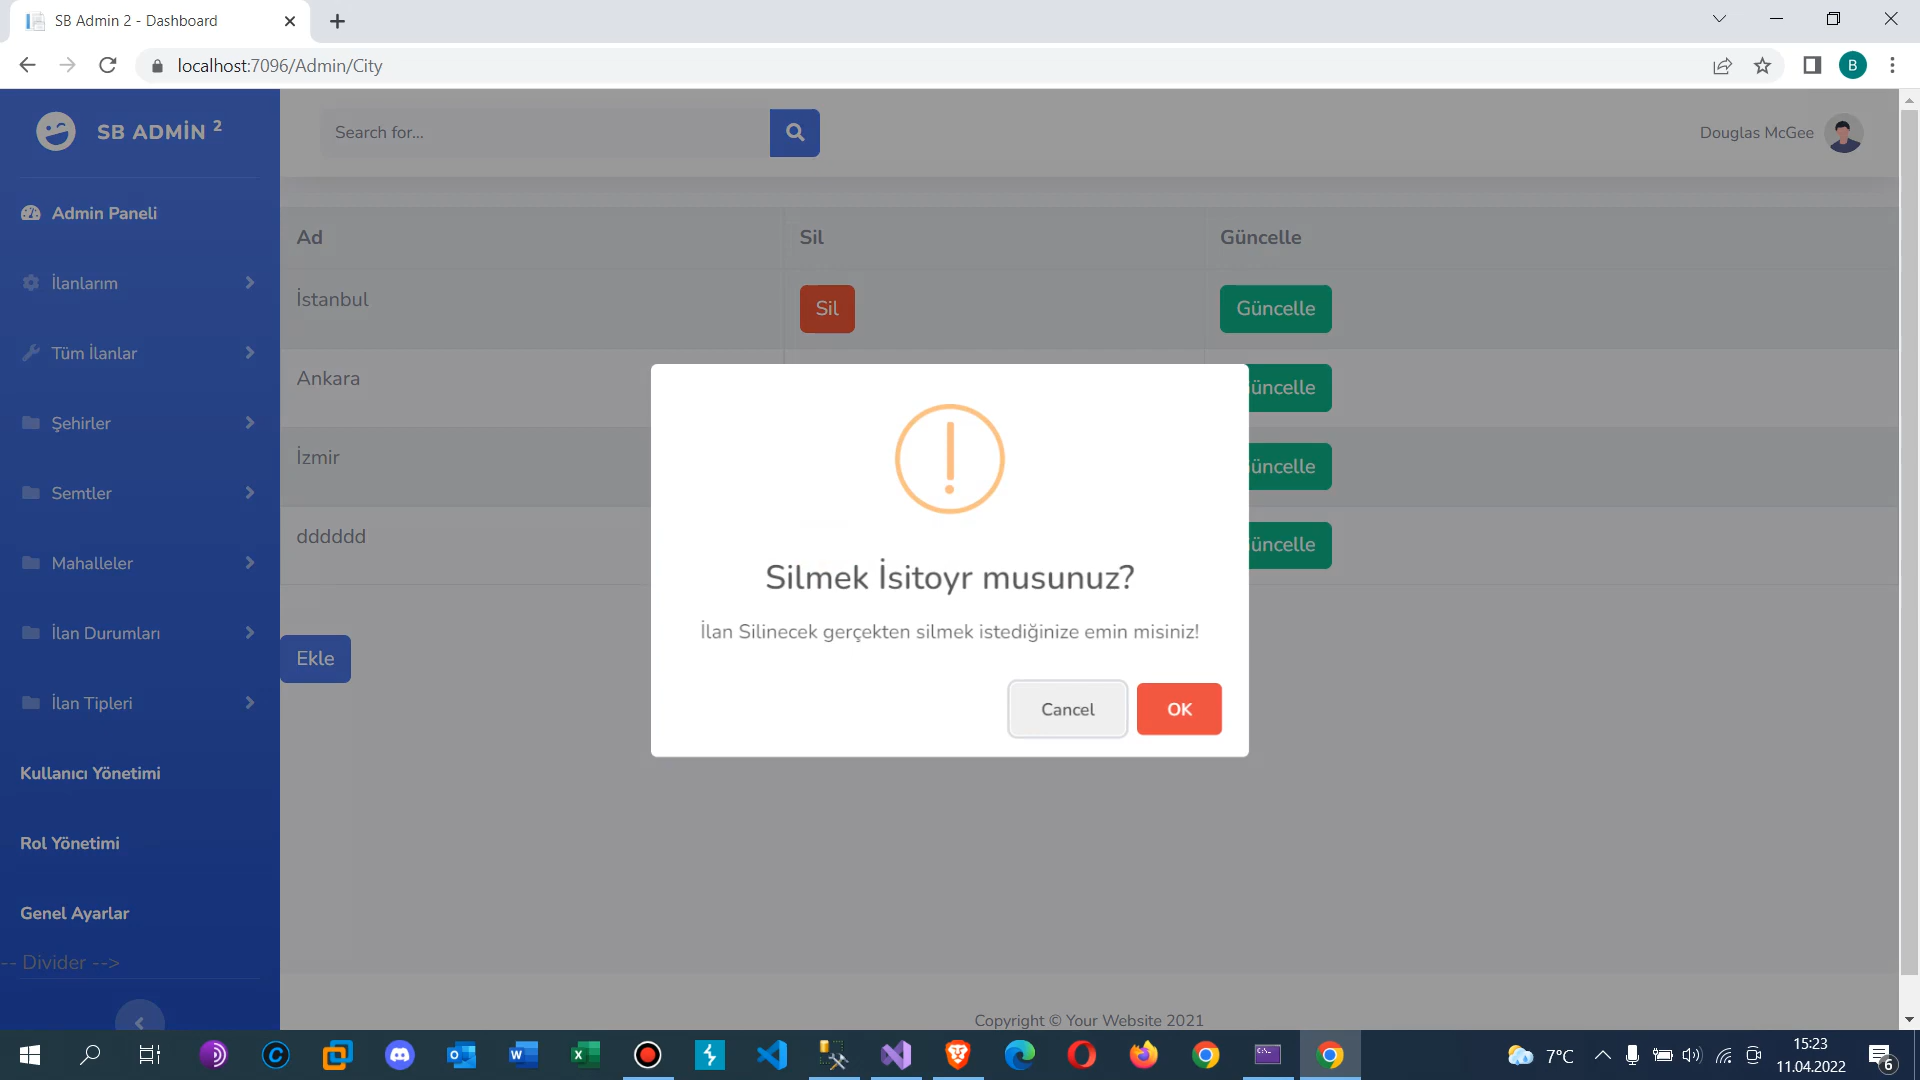 SB Admin 2 - Dashboard
localhost:7096/Admin/City
B
SB ADMİN 2
Search for...
Douglas McGee
Admin Paneli
Ad
Sil
Güncelle
İlanlarım
İstanbul
Sil
Güncelle
Tüm İlanlar
Ankara
üncelle
Şehirler
İzmir
üncelle
Semtler
dddddd
üncelle
Mahalleler
Silmek İsitoyr musunuz?
İlan Silinecek gerçekten silmek istediğinize emin misiniz!
İlan Durumları
Ekle
İlan Tipleri
Cancel
OK
Kullanıcı Yönetimi
Rol Yönetimi
Genel Ayarlar
-- Divider -->
Copyright © Your Website 2021
7°C
15:23
11.04.2022
6